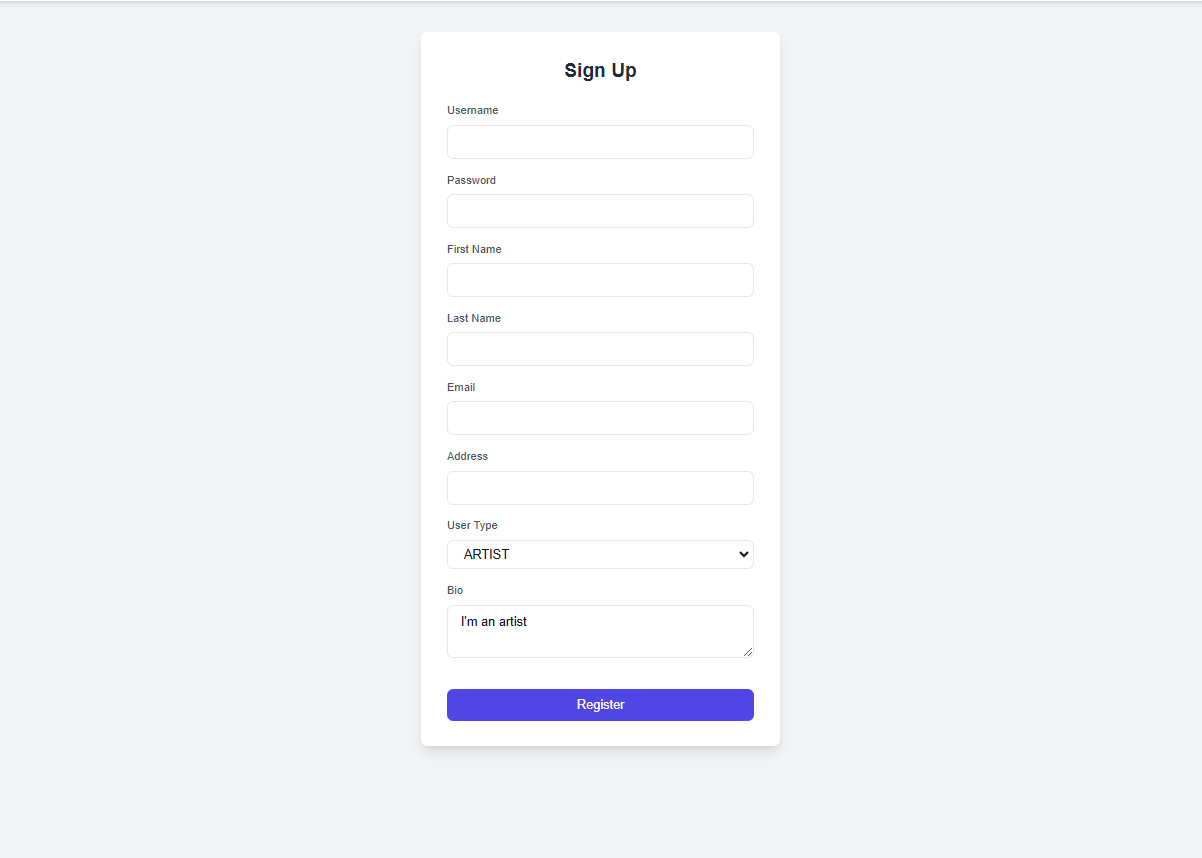 Sign Up
Username
Password
First Name
Last Name
Email
Address
User Type
ARTIST
Bio
I'm an artist
Register